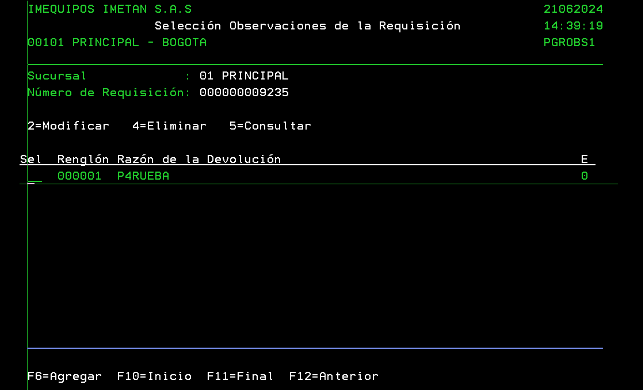 IMEQUIPOS IMETAN S.A.S 21062024
Selección Observaciones de la Requisición 14:39:19
00101 PRINCIPAL - BOGOTA PGROBS1
Sucursal : 01 PRINCIPAL
Número de Requisición: 000000009235
2=Modificar 4=Eliminar 5=Consultar
Sel Renglón Razón de la Devolución E
000001 P4RUEBA 0
F6=Agregar F10=Inicio F11=Final F12=Anterior